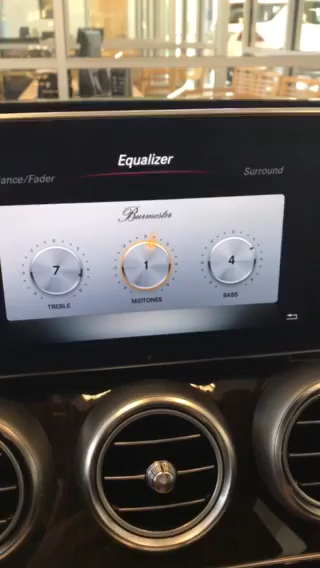 Equalizer
ance/Fader
Surround
Burmester
7
1
4
TREBLE
MIDTONES
BASS